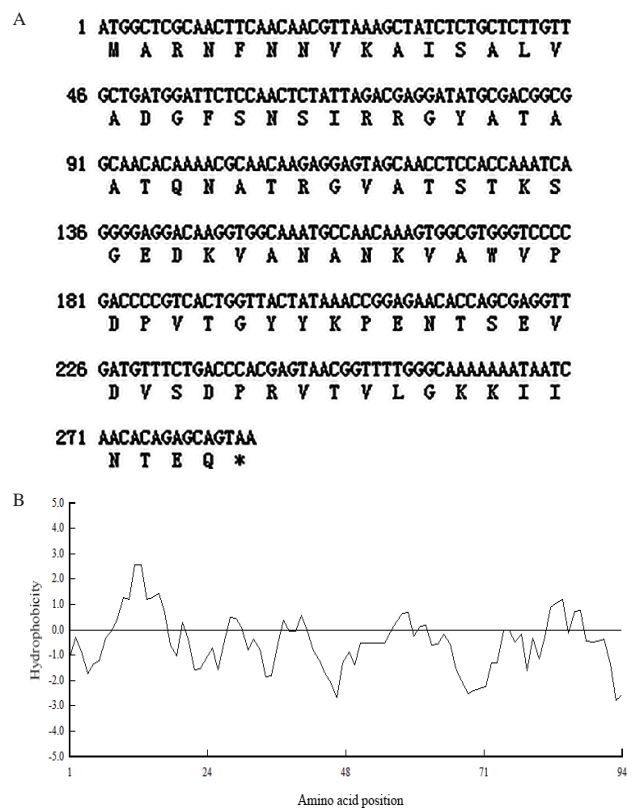 A
1 ATGGCTCGCAACTTCAACAACGTTAAAGCTATCTCTGCTCTTGTT
M A R N F N N V K A I S A L V
46 GCTGATGGATTCTCCAACTCTATTAGACGAGGATATGCGACGGCG
A D G F S N S I R R G Y A T A
91 GCAACACAAAACGCAACAAGAGGAGTAGCAACCTCCACCAAATCA
A T Q N A T R G V A T S T K S
136 GGGGAGGACAAGGTGGCAAATGCCAACAAAGTGGCGTGGGTCCCC
G E D K V A N A N K V A W V P
181 GACCCCGTCACTGGTTACTATAAACCGGAGAACACCAGCGAGGTT
D P V T G Y Y K P E N T S E V
226 GATGTTTCTGACCCACGAGTAACGGTTTTGGGCAAAAAAATAATC
D V S D P R V T V L G K K I I
271 AACACAGAGCAGTAA
N T E Q *
B
5.0
4.0
3.0
2.0
1.0
0.0
-1.0
-2.0
-3.0
-4.0
-5.0
Hydrophobicity
1 24 48 71 94
Amino acid position